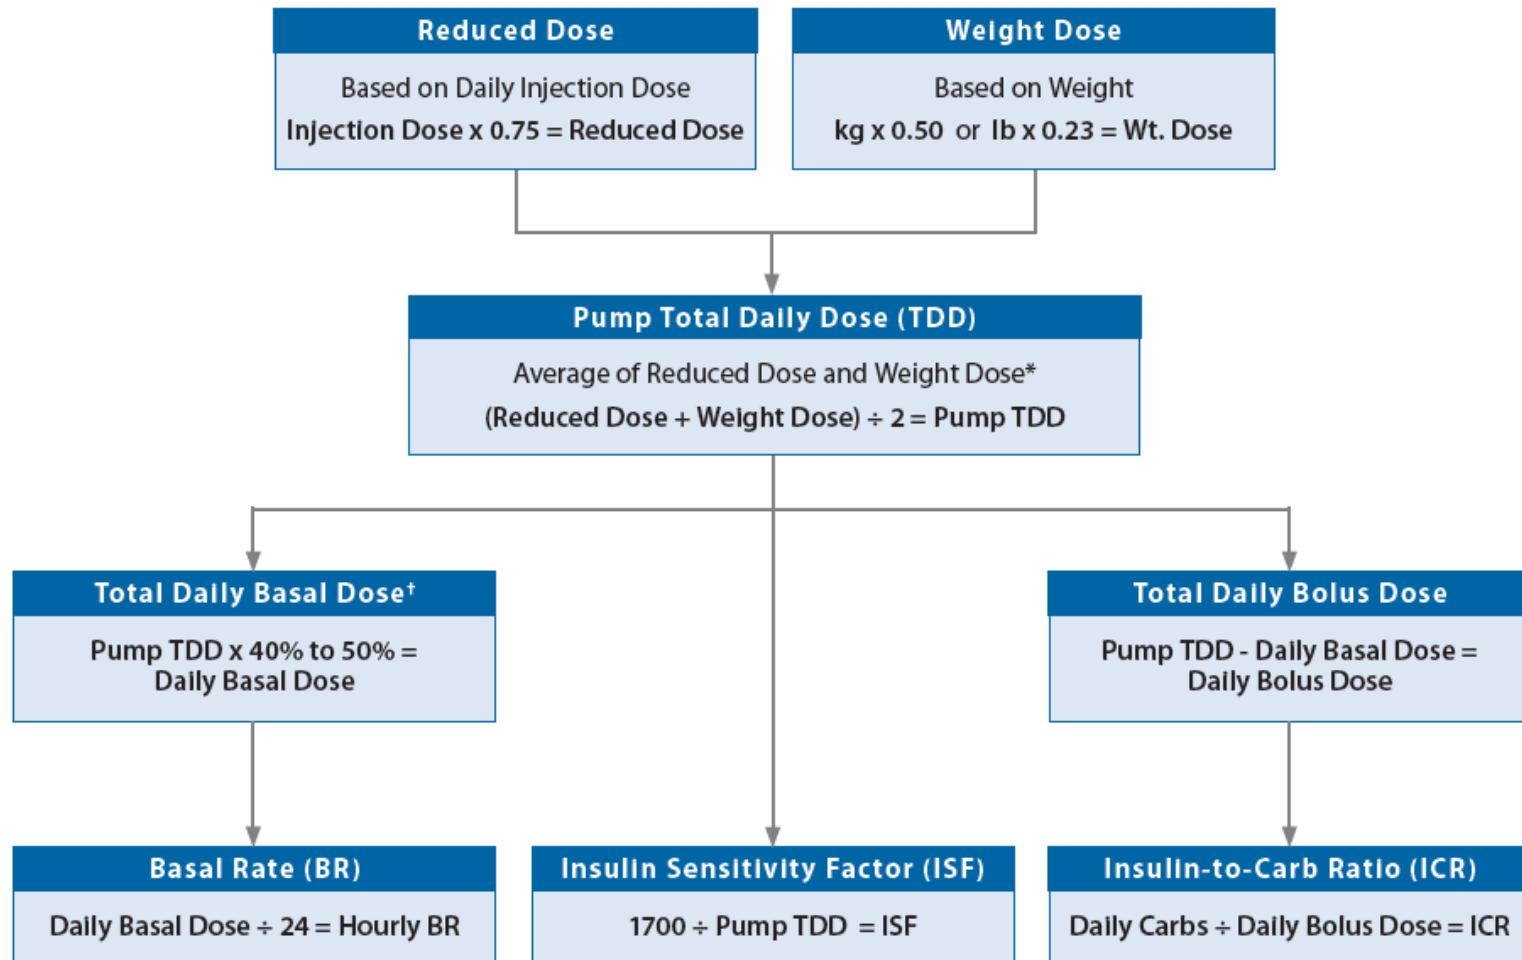 Reduced Dose
Based on Daily Injection Dose
Injection Dose x 0.75 = Reduced Dose
Weight Dose
Based on Weight
kg x 0.50 or lb x 0.23 = Wt. Dose
Pump Total Daily Dose (TDD)
Average of Reduced Dose and Weight Dose*
(Reduced Dose + Weight Dose) ÷ 2 = Pump TDD
Total Daily Basal Dose†
Pump TDD x 40% to 50% =
Daily Basal Dose
Total Daily Bolus Dose
Pump TDD - Daily Basal Dose =
Daily Bolus Dose
Basal Rate (BR)
Daily Basal Dose ÷ 24 = Hourly BR
Insulin Sensitivity Factor (ISF)
1700 ÷ Pump TDD = ISF
Insulin-to-Carb Ratio (ICR)
Daily Carbs ÷ Daily Bolus Dose = ICR